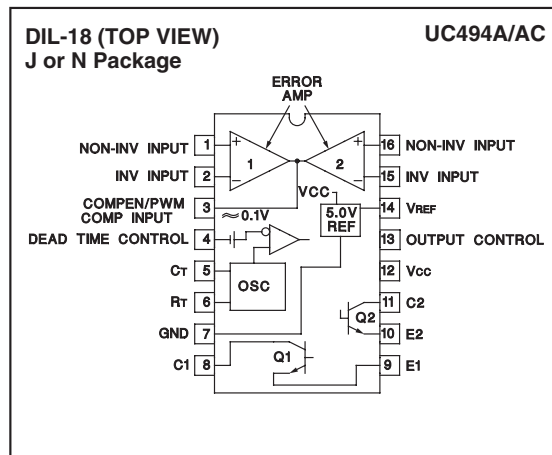 DIL-18 (TOP VIEW)
J or N Package
UC494A/AC
ERROR
AMP
NON-INV INPUT 1
+ 1 −
+ 2 −
16 NON-INV INPUT
INV INPUT 2
15 INV INPUT
COMPEN/PWM
COMP INPUT 3
VCC
5.0V
REF
14 VREF
≈0.1V
DEAD TIME CONTROL 4
13 OUTPUT CONTROL
CT 5
OSC
12 VCC
RT 6
Q2
11 C2
GND 7
10 E2
C1 8
Q1
9 E1